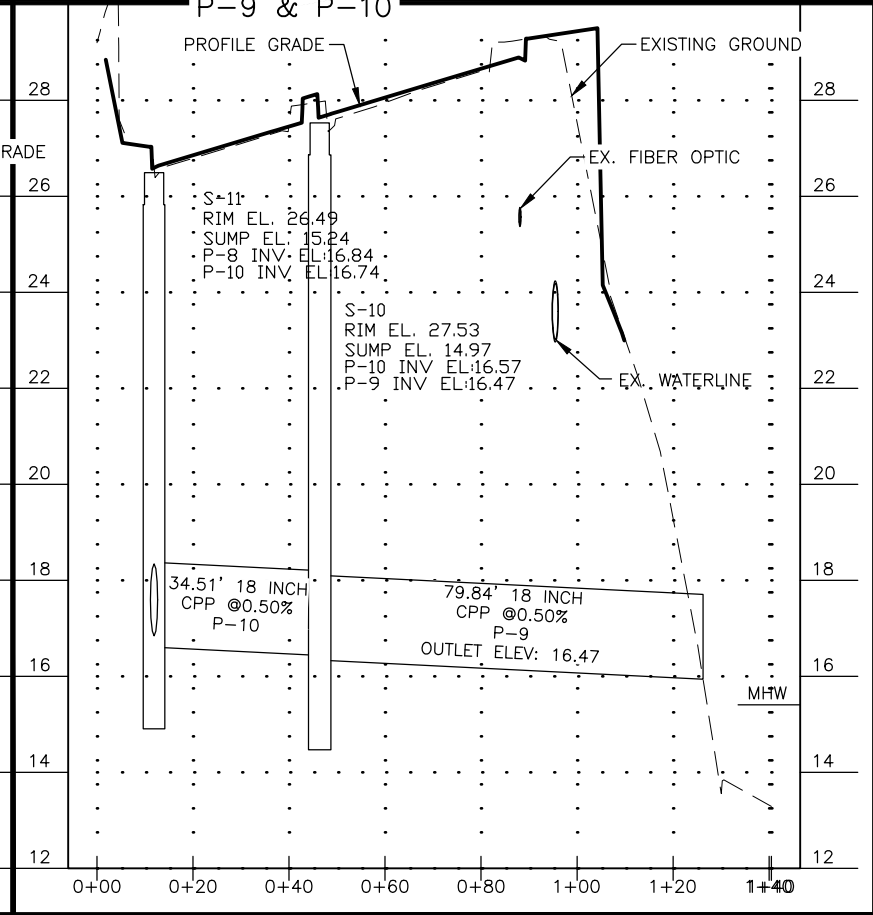 P-9 & P-10
PROFILE GRADE
EXISTING GROUND
28
28
RADE
EX. FIBER OPTIC
26
26
S-11
RIM EL. 26.49
SUMP EL. 15.24
P-8 INV EL:16.84
P-10 INV EL:16.74
24
24
S-10
RIM EL. 27.53
SUMP EL. 14.97
P-10 INV EL:16.57
P-9 INV EL:16.47
22
22
EX. WATERLINE
20
20
18
18
34.51' 18 INCH
CPP @0.50%
P-10
79.84' 18 INCH
CPP @0.50%
P-9
OUTLET ELEV: 16.47
16
16
MHW
14
14
12
12
0+00 0+20 0+40 0+60 0+80 1+00 1+20 1+40